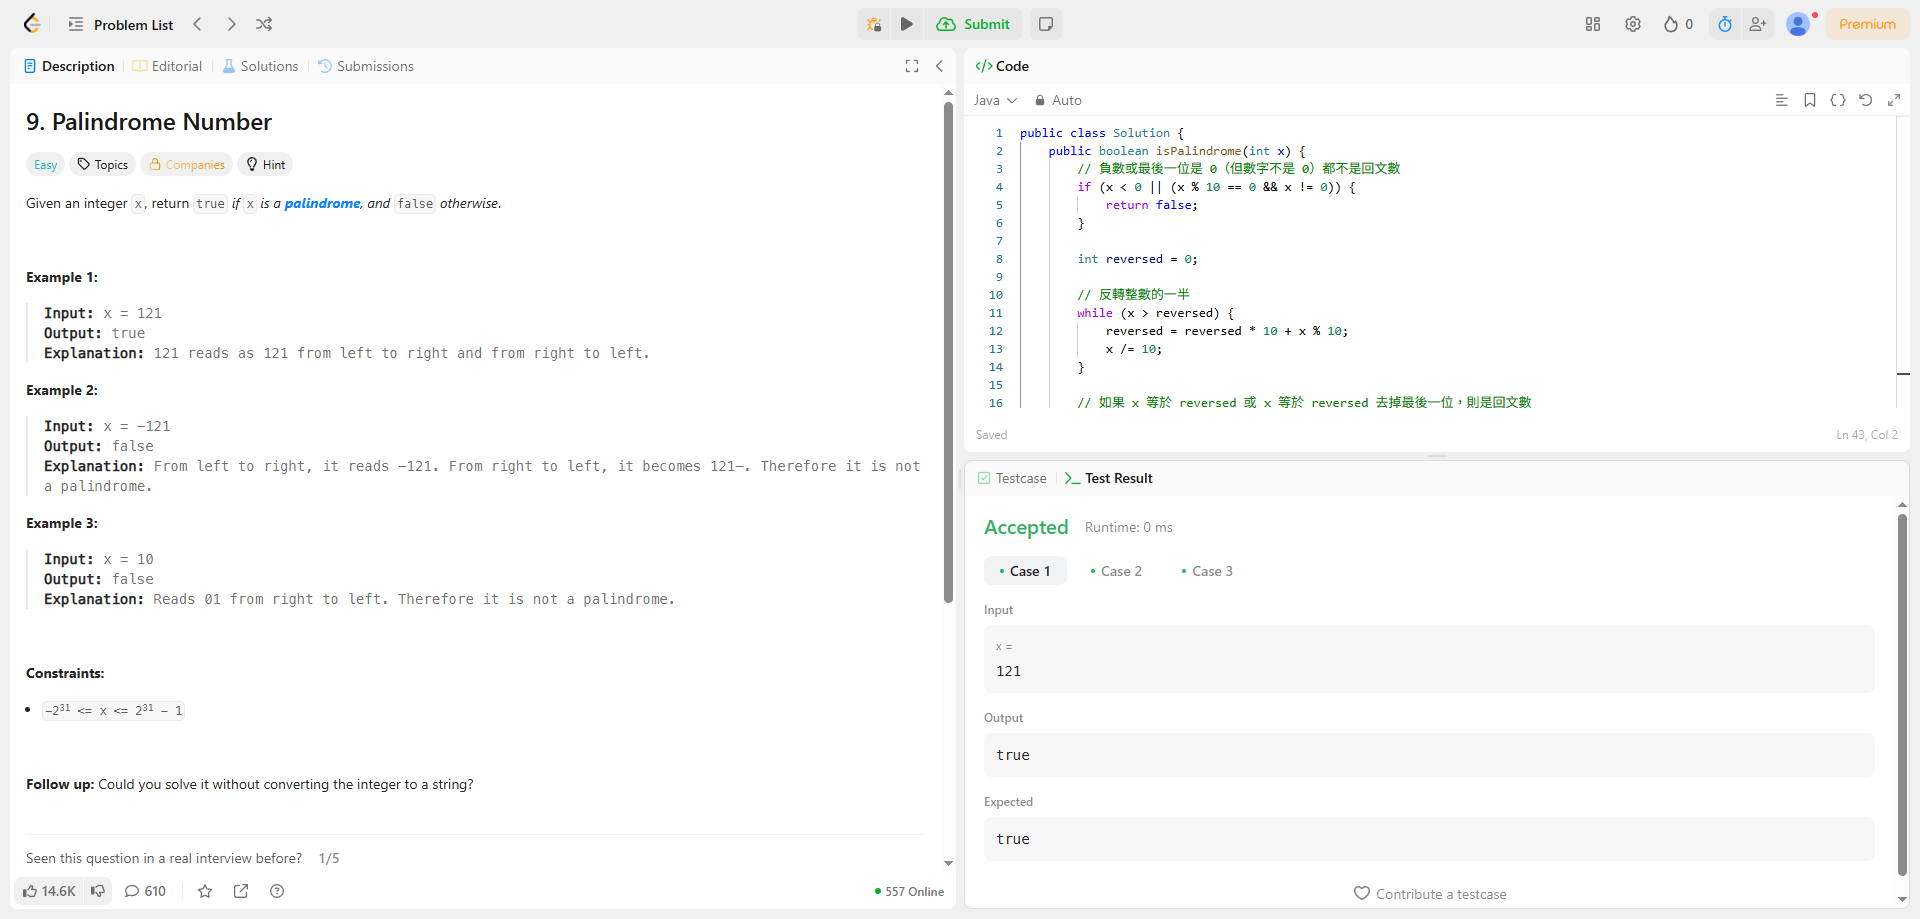 Problem List
Submit
0
Premium
Description
Editorial
Solutions
Submissions
9. Palindrome Number
Easy
Topics
Companies
Hint
Given an integer x, return true if x is a palindrome, and false otherwise.
Example 1:
Input: x = 121
Output: true
Explanation: 121 reads as 121 from left to right and from right to left.
Example 2:
Input: x = -121
Output: false
Explanation: From left to right, it reads -121. From right to left, it becomes 121-. Therefore it is not
a palindrome.
Example 3:
Input: x = 10
Output: false
Explanation: Reads 01 from right to left. Therefore it is not a palindrome.
Constraints:
-2³¹ <= x <= 2³¹ - 1
Follow up: Could you solve it without converting the integer to a string?
Seen this question in a real interview before? 1/5
14.6K
610
557 Online
</> Code
Java
Auto
1 public class Solution {
2 public boolean isPalindrome(int x) {
3 // 負數或最後一位是 0（但數字不是 0）都不是回文數
4 if (x < 0 || (x % 10 == 0 && x != 0)) {
5 return false;
6 }
7
8 int reversed = 0;
9
10 // 反轉整數的一半
11 while (x > reversed) {
12 reversed = reversed * 10 + x % 10;
13 x /= 10;
14 }
15
16 // 如果 x 等於 reversed 或 x 等於 reversed 去掉最後一位，則是回文數
Saved
Ln 43, Col 2
Testcase
Test Result
Accepted
Runtime: 0 ms
Case 1
Case 2
Case 3
Input
x =
121
Output
true
Expected
true
Contribute a testcase